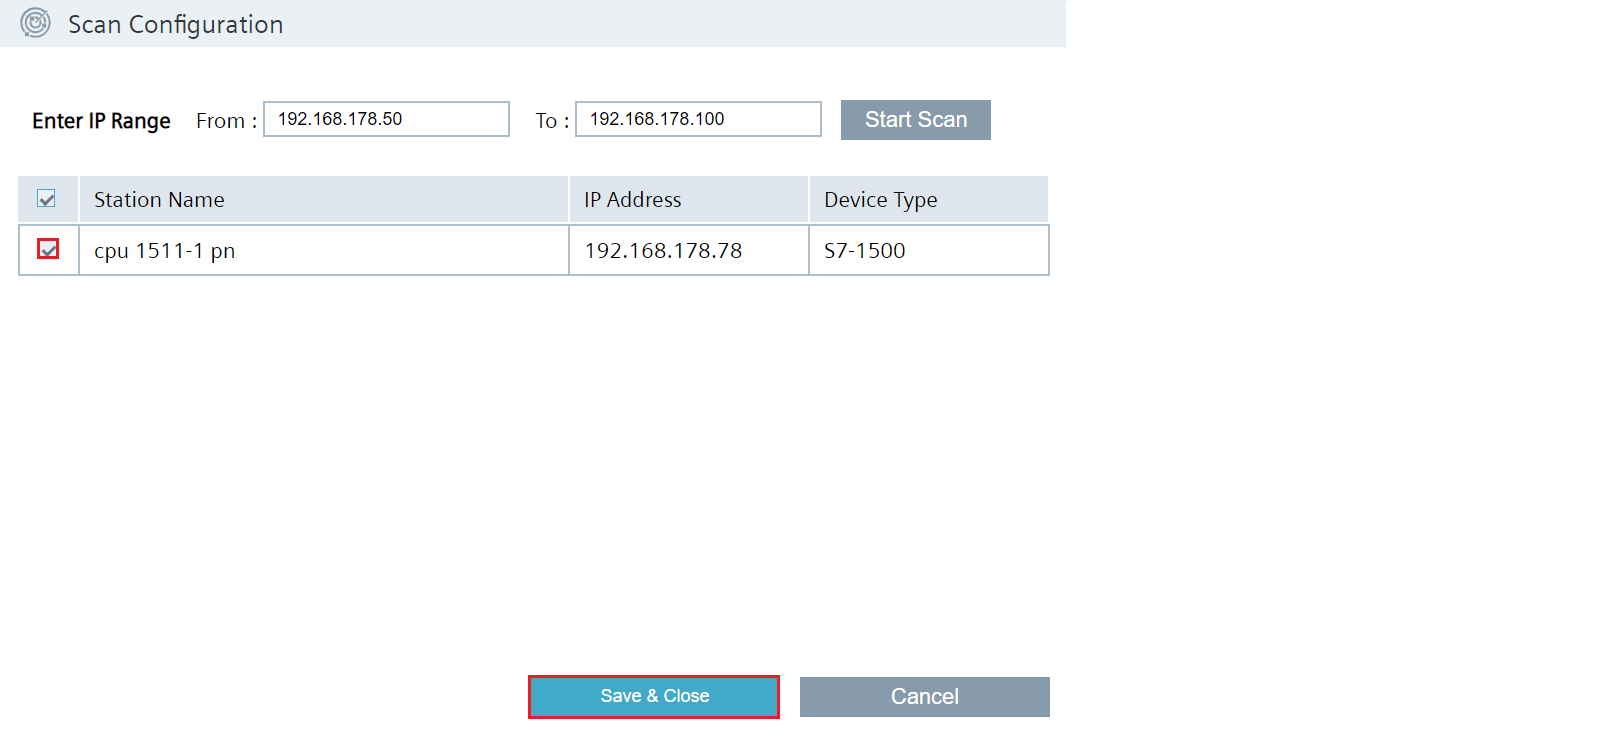 Scan Configuration
Enter IP Range From : 192.168.178.50 To : 192.168.178.100 Start Scan
Station Name IP Address Device Type
cpu 1511-1 pn 192.168.178.78 S7-1500
Save & Close Cancel